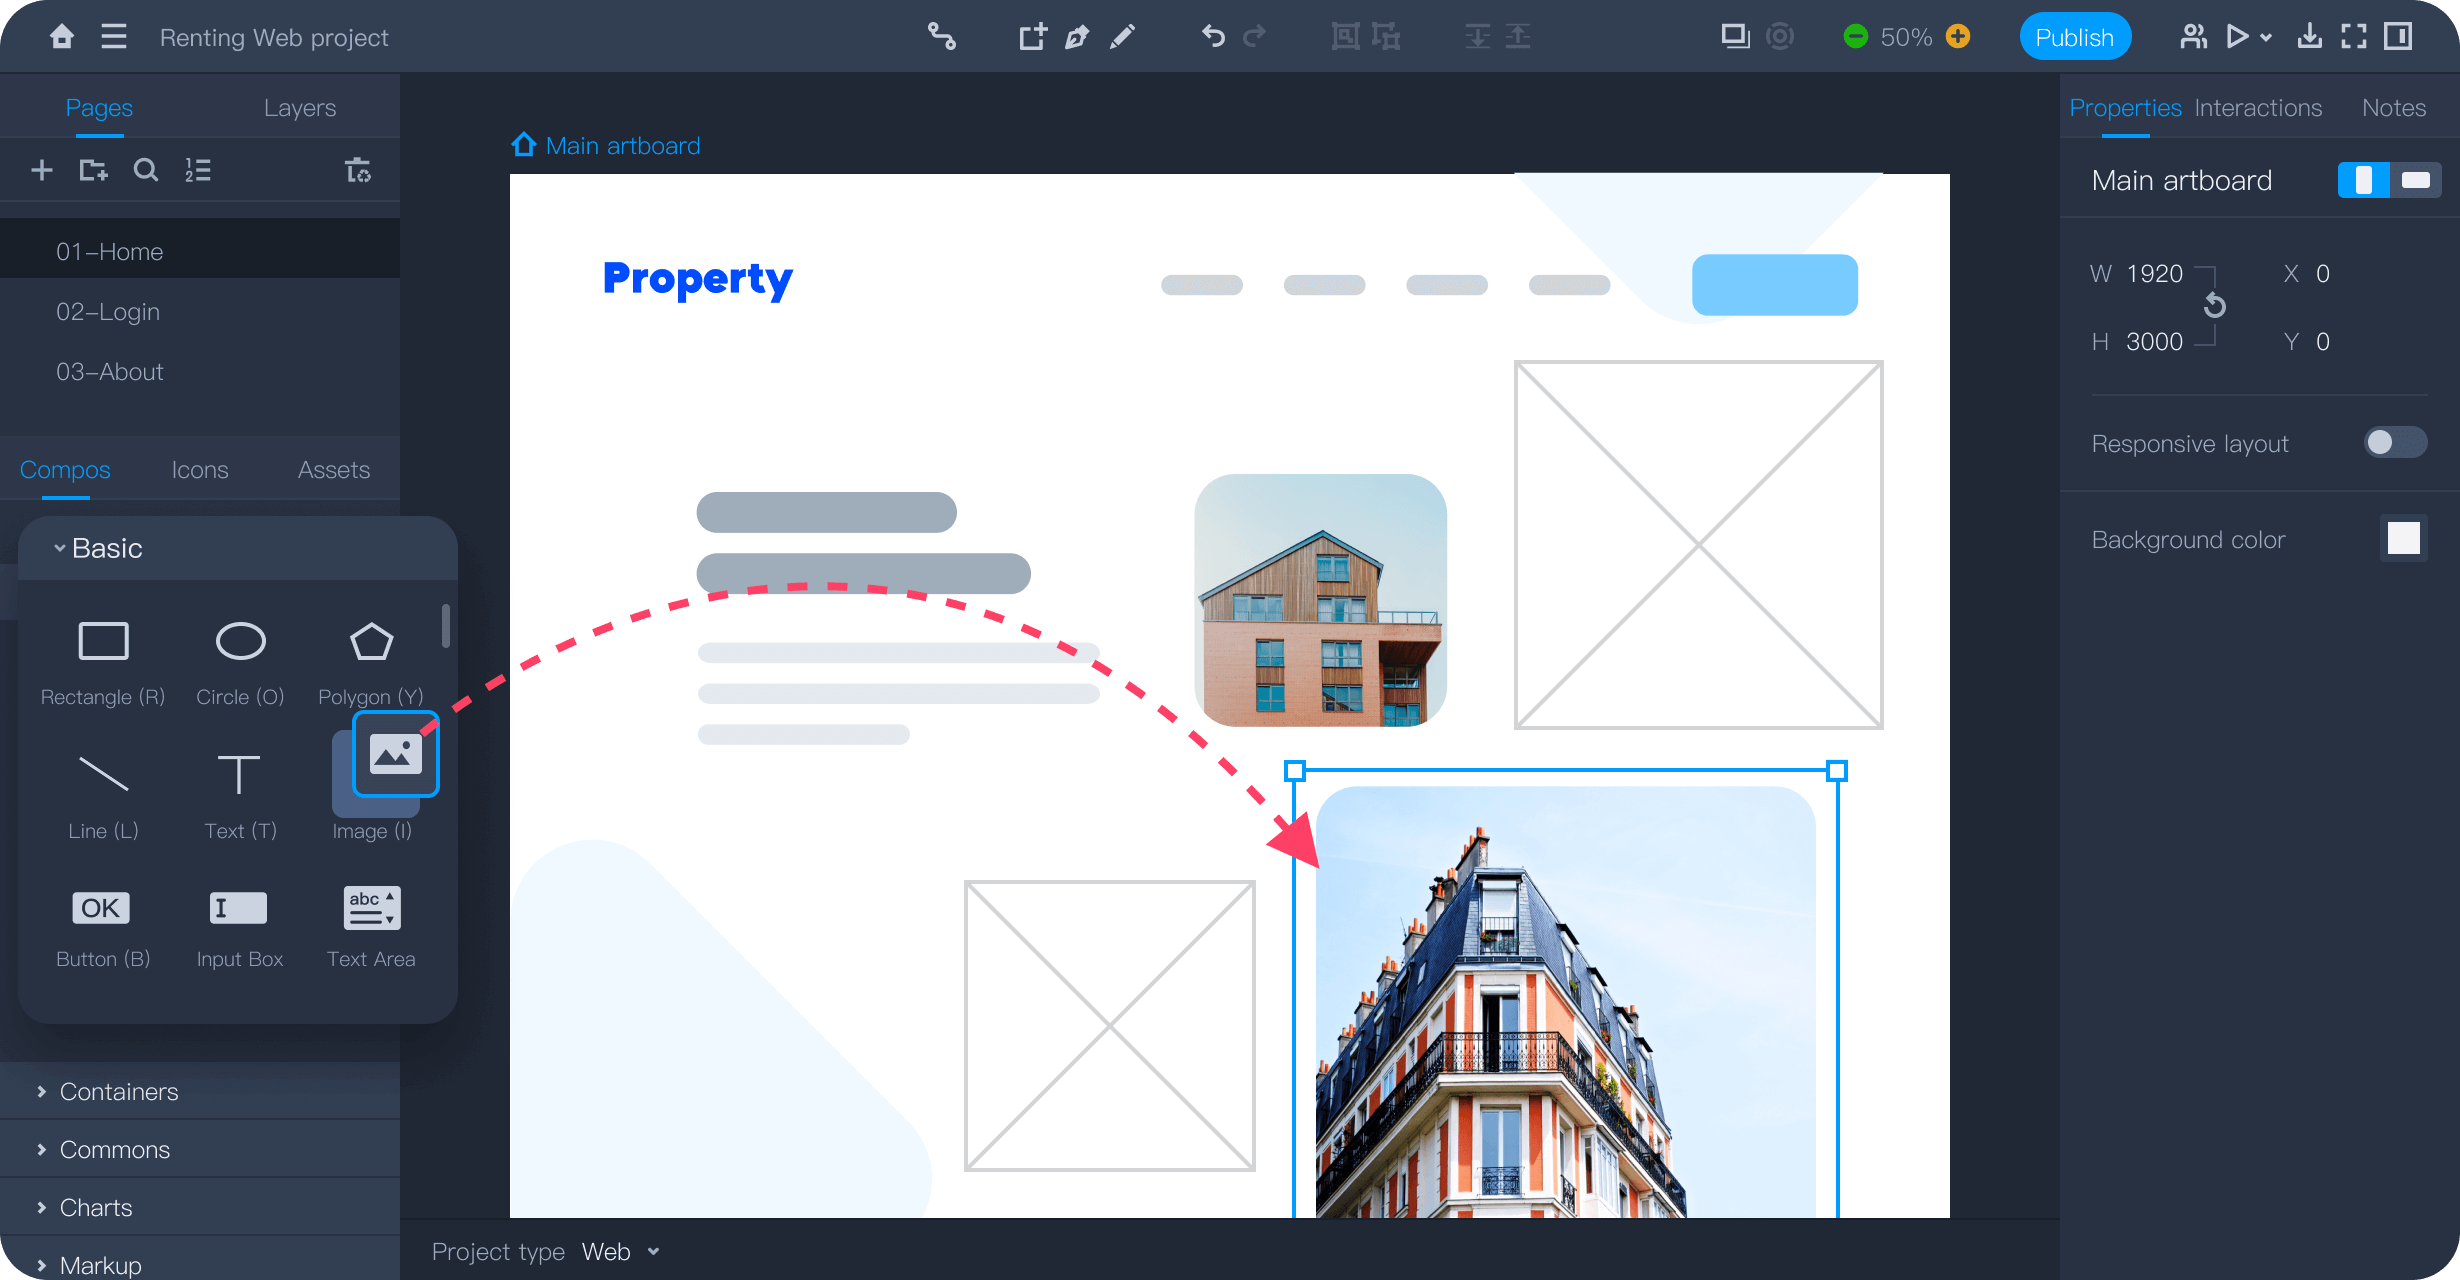 Renting Web project
50%
Publish
Pages
Layers
1
2
01–Home
02–Login
03–About
Compos
Icons
Assets
Basic
Rectangle (R)
Circle (O)
Polygon (Y)
Line (L)
Text (T)
Image (I)
OK
abc
Button (B)
Input Box
Text Area
Containers
Commons
Charts
Markup
Main artboard
Property
Project type Web
Properties
Interactions
Notes
Main artboard
W 1920
X 0
H 3000
Y 0
Responsive layout
Background color